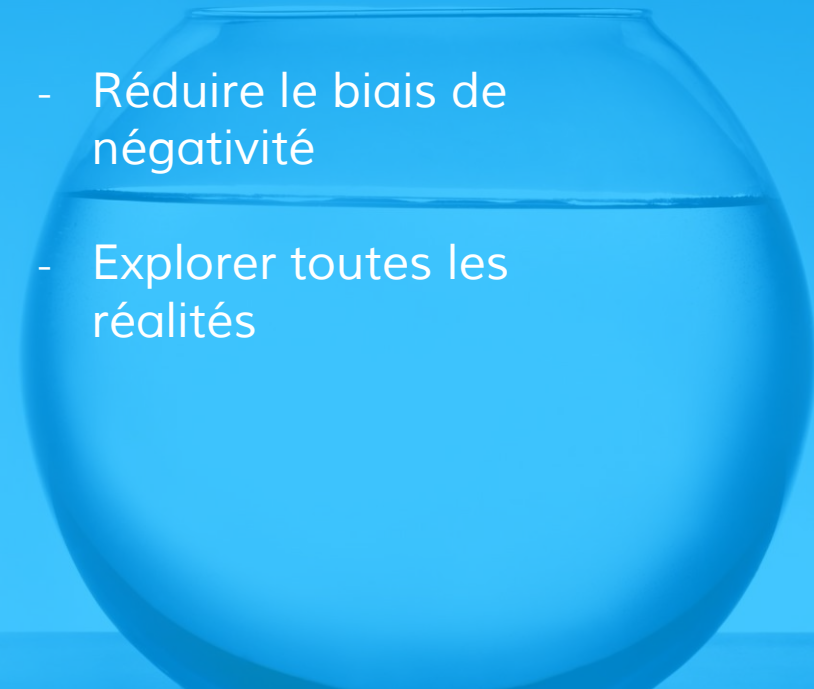 - Réduire le biais de
négativité
- Explorer toutes les
réalités